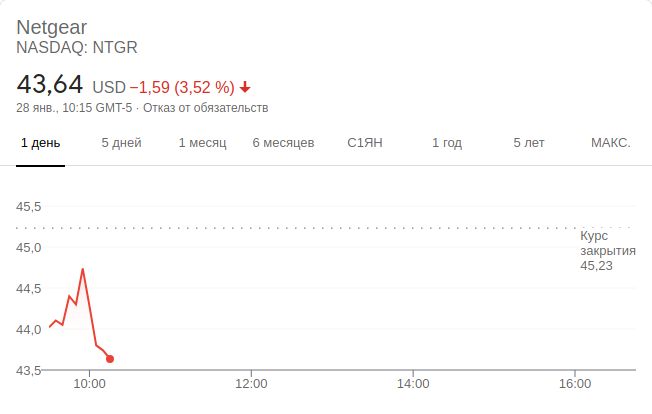 Netgear
NASDAQ: NTGR
43,64 USD −1,59 (3,52 %)
28 янв., 10:15 GMT-5 · Отказ от обязательств
1 день 5 дней 1 месяц 6 месяцев С1ЯН 1 год 5 лет МАКС.
45,5
Курс
закрытия
45,23
45,0
44,5
44,0
43,5
10:00 12:00 14:00 16:00